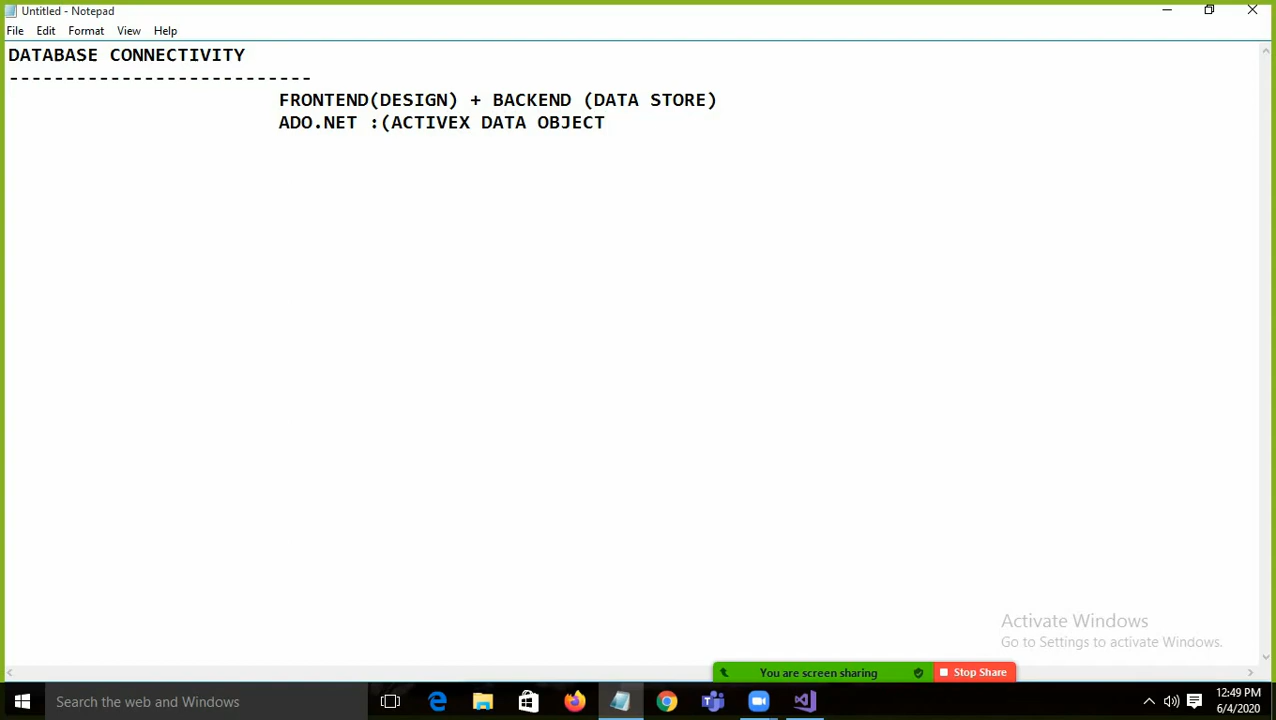 Untitled - Notepad
File Edit Format View Help
DATABASE CONNECTIVITY
---------------------------
FRONTEND(DESIGN) + BACKEND (DATA STORE)
ADO.NET :(ACTIVEX DATA OBJECT
Activate Windows
Go to Settings to activate Windows.
You are screen sharing Stop Share
Search the web and Windows
12:49 PM
6/4/2020